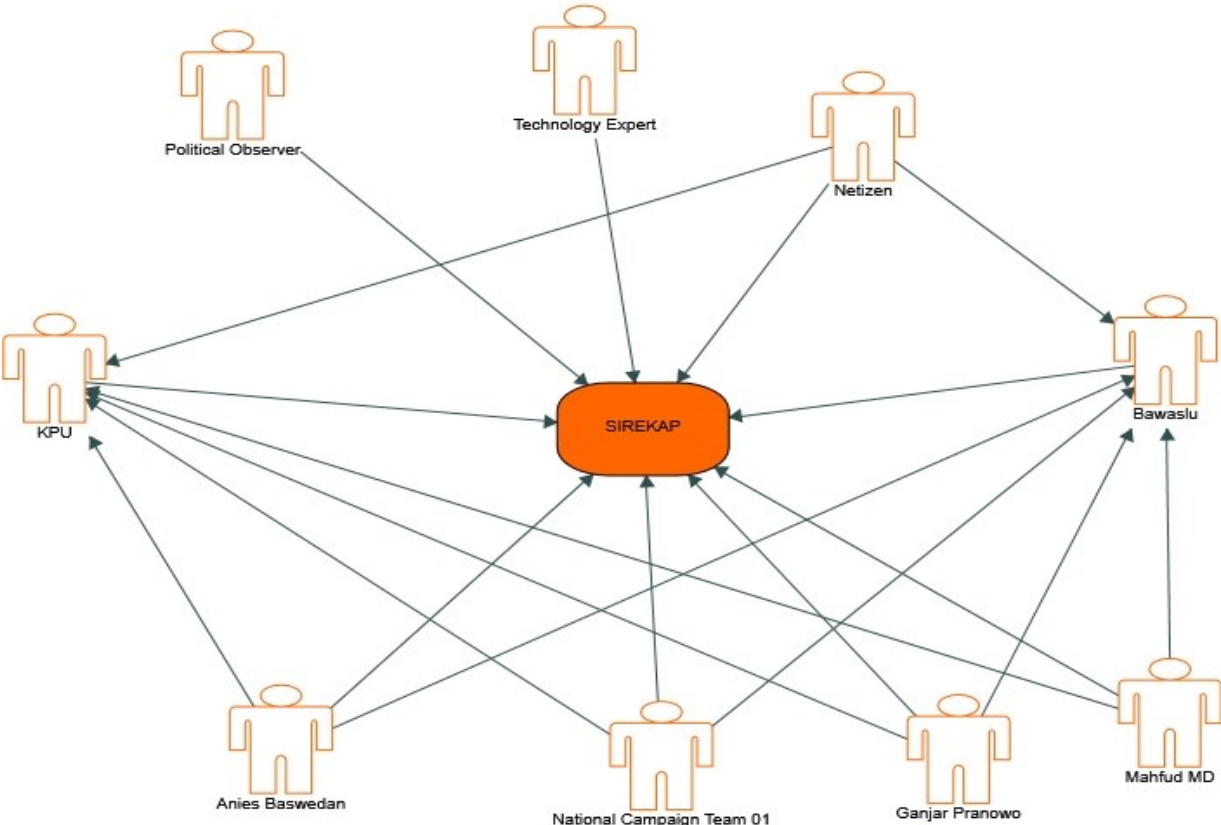 Technology Expert
Political Observer
Netizen
KPU
SIREKAP
Bawaslu
Anies Baswedan
National Campaign Team 01
Ganjar Pranowo
Mahfud MD